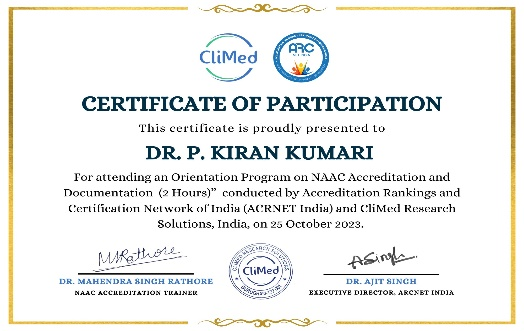 CliMed
ARC
CERTIFICATE OF PARTICIPATION
This certificate is proudly presented to
DR. P. KIRAN KUMARI
For attending an Orientation Program on NAAC Accreditation and
Documentation (2 Hours)” conducted by Accreditation Rankings and
Certification Network of India (ACRNET India) and CliMed Research
Solutions, India, on 25 October 2023.
MSRathore
ASingh
CliMed
DR. MAHENDRA SINGH RATHORE
NAAC ACCREDITATION TRAINER
DR. AJIT SINGH
EXECUTIVE DIRECTOR, ARCNET INDIA